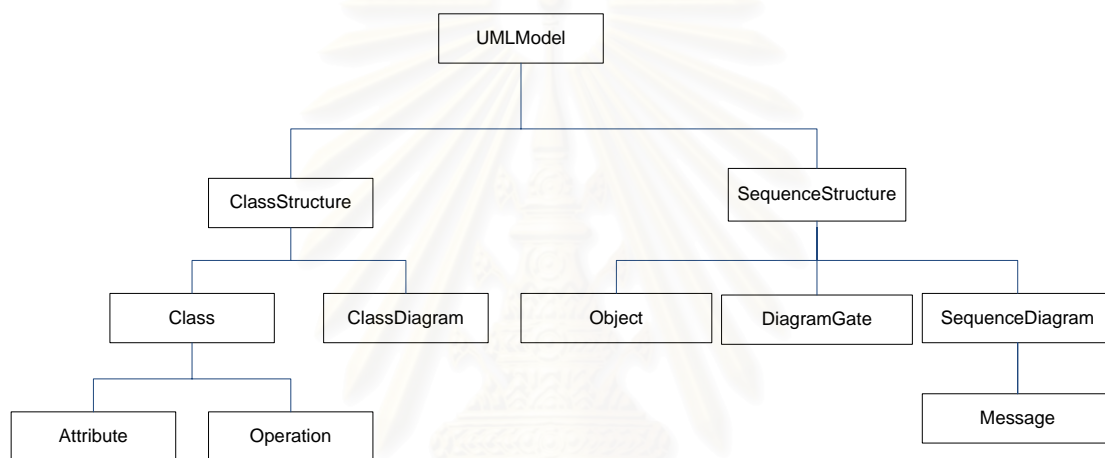 UMLModel
ClassStructure
SequenceStructure
Class
ClassDiagram
Object
DiagramGate
SequenceDiagram
Attribute
Operation
Message